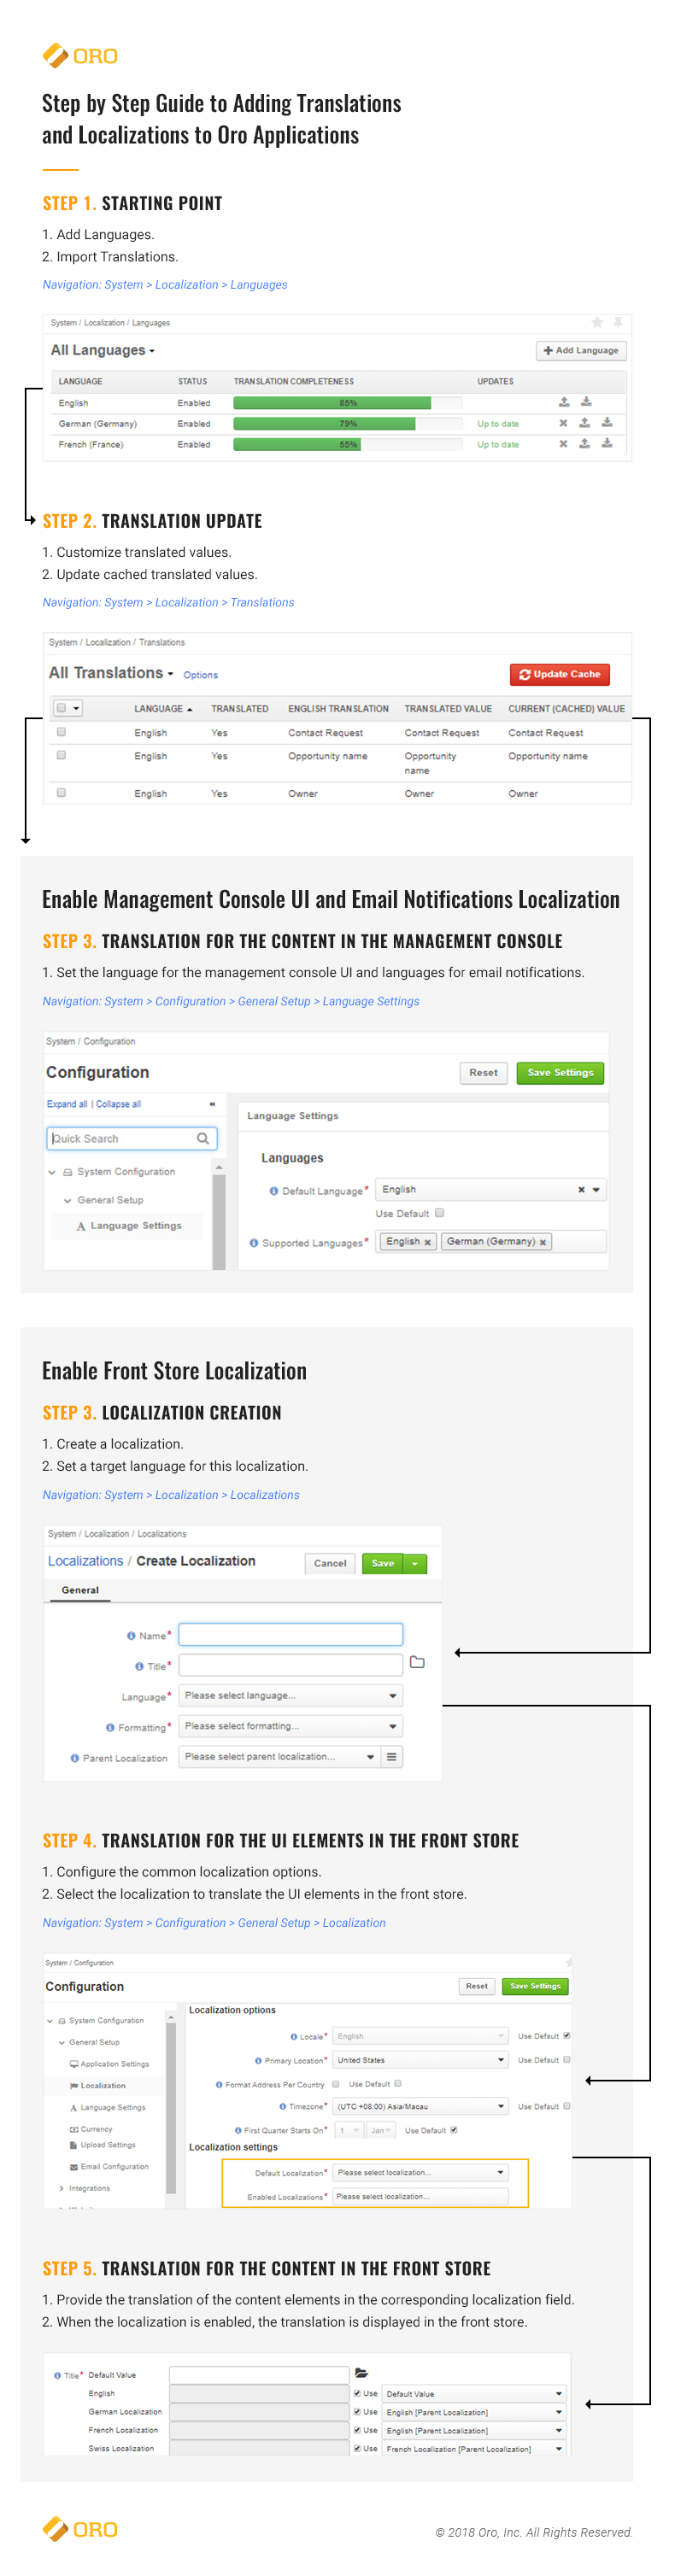 ORO
Step by Step Guide to Adding Translations
and Localizations to Oro Applications
STEP 1. STARTING POINT
1. Add Languages.
2. Import Translations.
Navigation: System > Localization > Languages
System / Localization / Languages
All Languages
Add Language
LANGUAGE STATUS TRANSLATION COMPLETENESS UPDATES
English Enabled 85%
German (Germany) Enabled 79% Up to date
French (France) Enabled 55% Up to date
STEP 2. TRANSLATION UPDATE
1. Customize translated values.
2. Update cached translated values.
Navigation: System > Localization > Translations
System / Localization / Translations
All Translations Options
Update Cache
LANGUAGE TRANSLATED ENGLISH TRANSLATION TRANSLATED VALUE CURRENT (CACHED) VALUE
English Yes Contact Request Contact Request Contact Request
English Yes Opportunity name Opportunity name Opportunity name
English Yes Owner Owner Owner
Enable Management Console UI and Email Notifications Localization
STEP 3. TRANSLATION FOR THE CONTENT IN THE MANAGEMENT CONSOLE
1. Set the language for the management console UI and languages for email notifications.
Navigation: System > Configuration > General Setup > Language Settings
System / Configuration
Configuration
Reset Save Settings
Expand all | Collapse all
Quick Search
System Configuration
General Setup
Language Settings
Language Settings
Languages
Default Language* English
Use Default
Supported Languages* English German (Germany)
Enable Front Store Localization
STEP 3. LOCALIZATION CREATION
1. Create a localization.
2. Set a target language for this localization.
Navigation: System > Localization > Localizations
System / Localization / Localizations
Localizations / Create Localization
Cancel Save
General
Name*
Title*
Language* Please select language...
Formatting* Please select formatting...
Parent Localization Please select parent localization...
STEP 4. TRANSLATION FOR THE UI ELEMENTS IN THE FRONT STORE
1. Configure the common localization options.
2. Select the localization to translate the UI elements in the front store.
Navigation: System > Configuration > General Setup > Localization
System / Configuration
Configuration
Reset Save Settings
System Configuration
General Setup
Application Settings
Localization
Language Settings
Currency
Upload Settings
Email Configuration
Integrations
Localization options
Locale* English Use Default
Primary Location* United States Use Default
Format Address Per Country Use Default
Timezone* (UTC +08:00) Asia/Macau Use Default
First Quarter Starts On* 1 Jan Use Default
Localization settings
Default Localization* Please select localization...
Enabled Localizations* Please select localization...
STEP 5. TRANSLATION FOR THE CONTENT IN THE FRONT STORE
1. Provide the translation of the content elements in the corresponding localization field.
2. When the localization is enabled, the translation is displayed in the front store.
Title* Default Value
English Use Default Value
German Localization Use English [Parent Localization]
French Localization Use English [Parent Localization]
Swiss Localization Use French Localization [Parent Localization]
ORO
© 2018 Oro, Inc. All Rights Reserved.